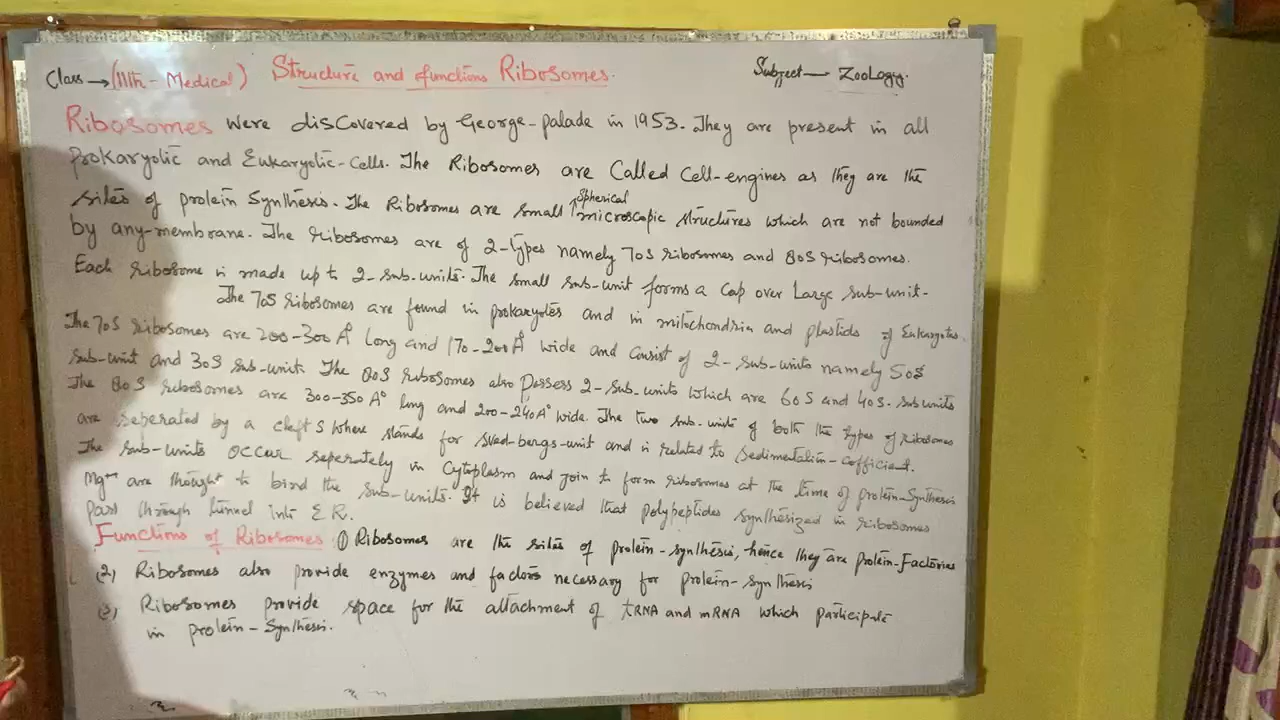 Class → (11th - Medical) Structure and functions Ribosomes. Subject — Zoology.
Ribosomes were discovered by George-palade in 1953. They are present in all
Prokaryotic and Eukaryotic-Cells. The Ribosomes are Called Cell-engines as they are the
sites of protein Synthesis. The Ribosomes are small ↑Spherical microscopic structures which are not bounded
by any-membrane. The ribosomes are of 2-types namely 70s ribosomes and 80S ribosomes.
Each ribosome is made up to 2-sub-units. The small sub-unit forms a Cap over Large sub-unit.
The 70S ribosomes are found in prokaryotes and in mitochondria and plastids of Eukaryotes.
The 70S ribosomes are 200-300 A° long and 170-200 A° wide and Consist of 2-sub-units namely 50S
sub-unit and 30S sub-unit. The 80S ribosomes also Possess 2-sub.units which are 60S and 40S. subunits
The 80S ribosomes are 300-350A° long and 200-240A° wide. The two sub-units of both the types of ribosomes
are seperated by a cleft S where stands for sved-bergs-unit and is related to Sedimentation-cofficient.
The sub-units occur seperately in Cytoplasm and join to form ribosomes at the time of protein-Synthesis
Mg++ are thought to bind the sub-units. It is believed that polypeptides synthesized in ribosomes
pass through tunnel into E R.
Functions of Ribosomes ① Ribosomes are the sites of protein-synthesis, hence they are protein-Factories
(2) Ribosomes also provide enzymes and factors necessary for protein-synthesis
(3) Ribosomes provide space for the attachment of tRNA and mRNA which participate
in protein-Synthesis.